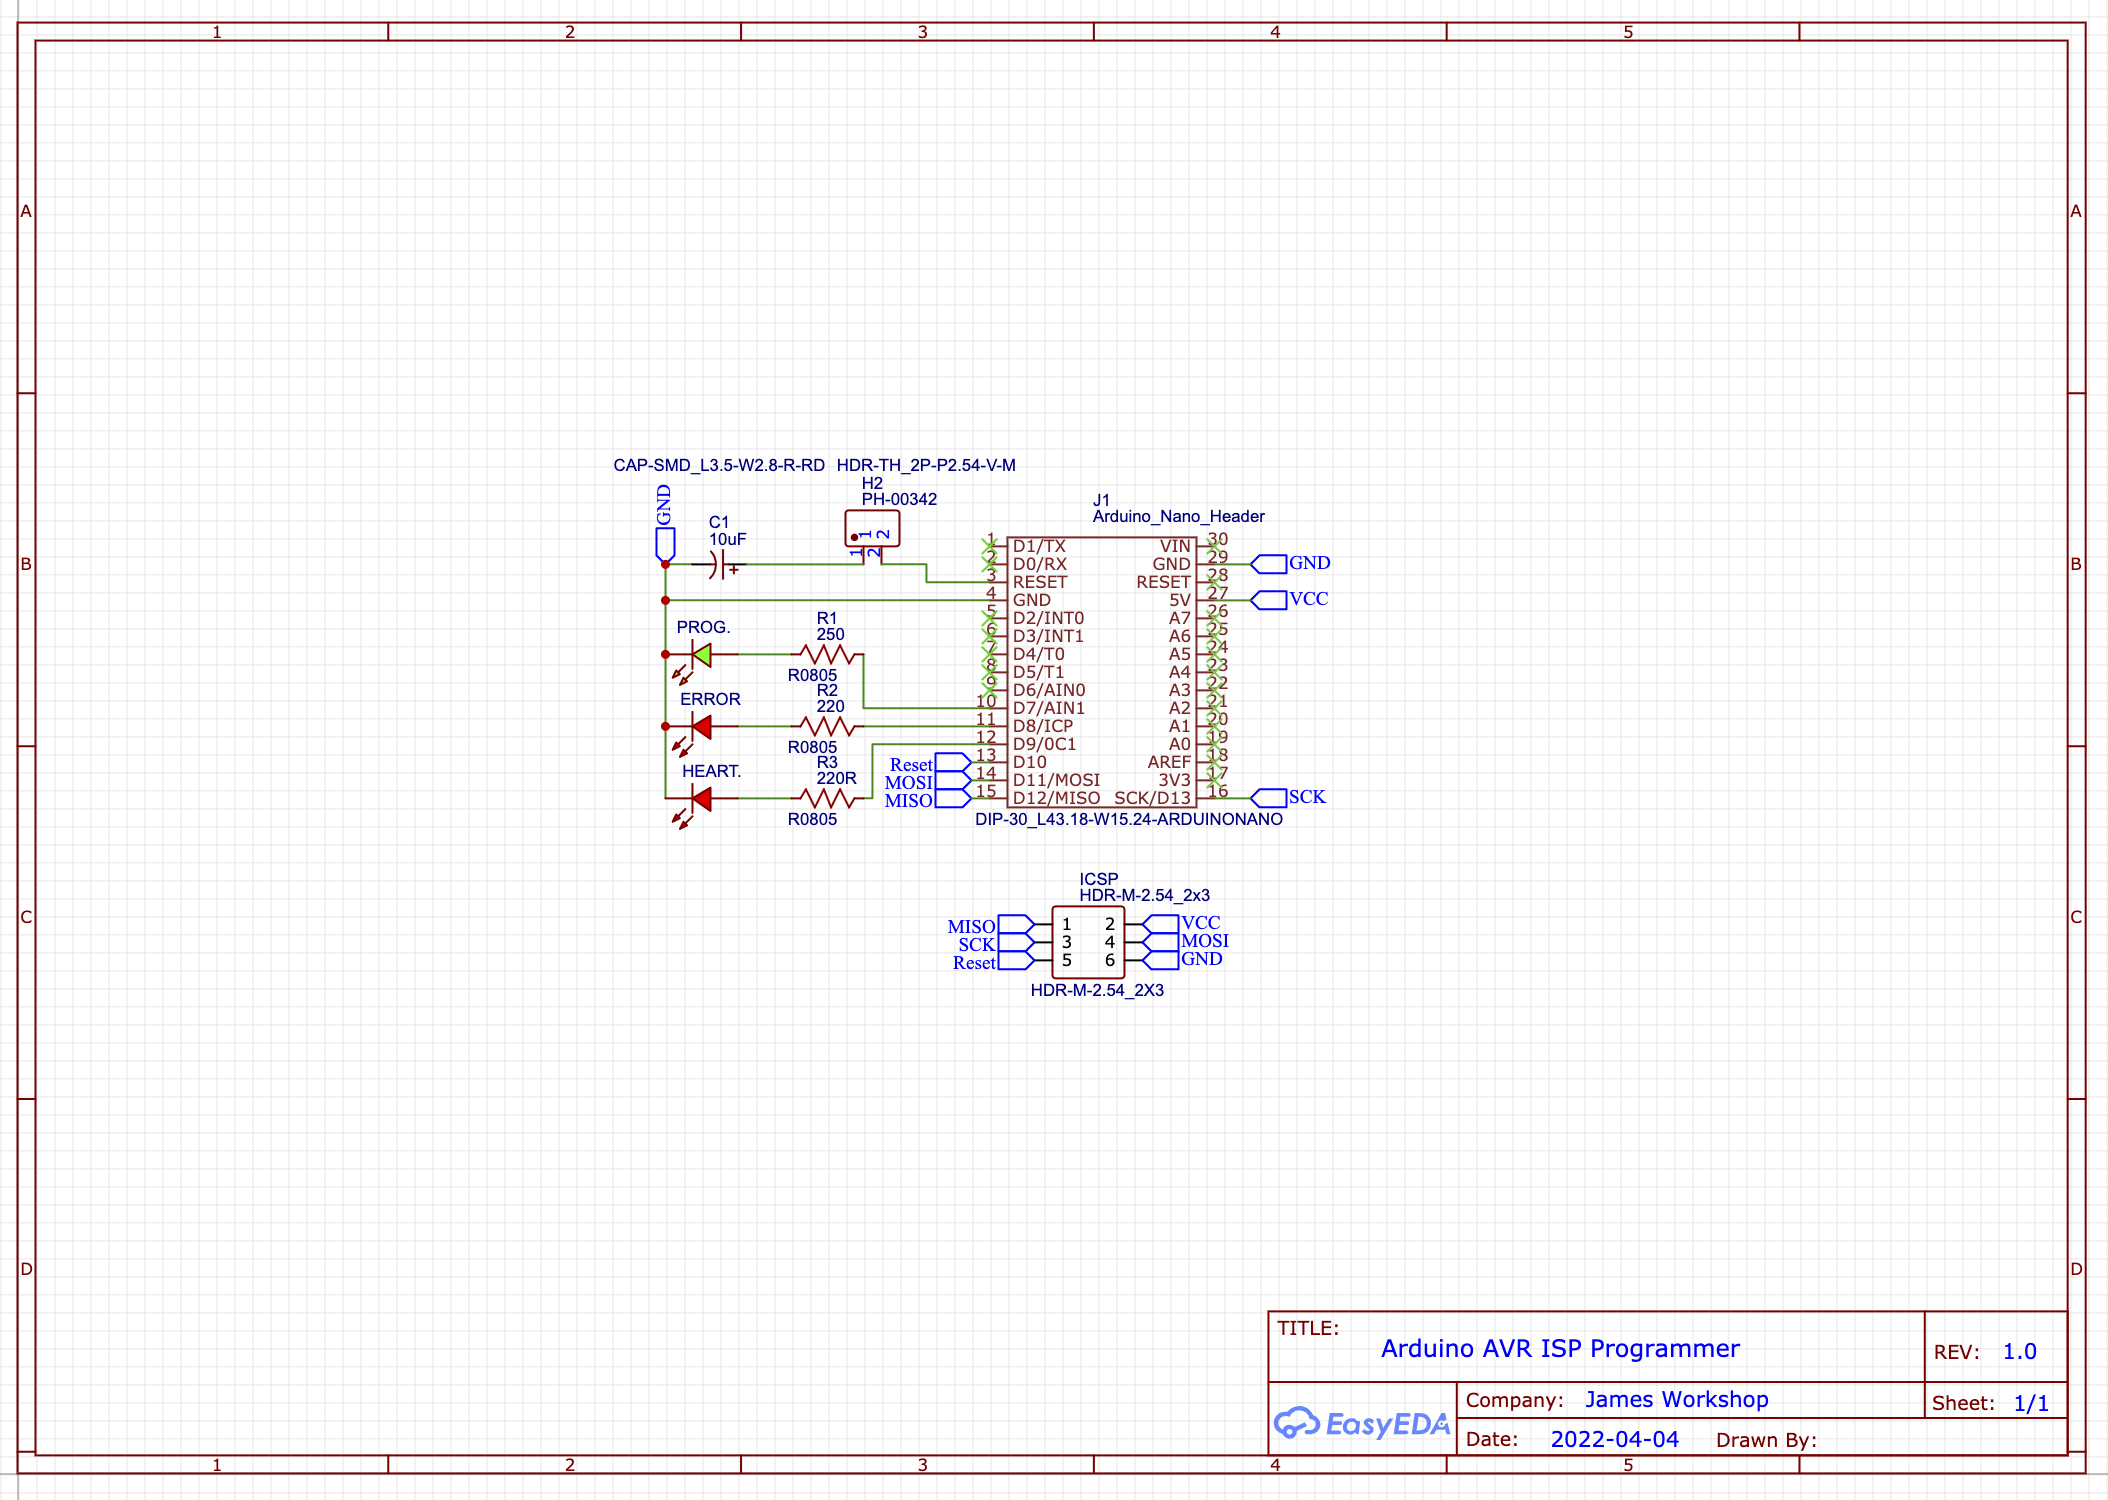 1 2 3 4 5
A A
CAP-SMD_L3.5-W2.8-R-RD HDR-TH_2P-P2.54-V-M
H2
PH-00342
GND
C1
10uF
1 2
1 2
+
J1
Arduino_Nano_Header
B B
1 D1/TX VIN 30
2 D0/RX GND 29 GND
3 RESET RESET 28
4 GND 5V 27 VCC
5 D2/INT0 A7 26
6 D3/INT1 A6 25
7 D4/T0 A5 24
8 D5/T1 A4 23
9 D6/AIN0 A3 22
10 D7/AIN1 A2 21
11 D8/ICP A1 20
12 D9/0C1 A0 19
Reset 13 D10 AREF 18
MOSI 14 D11/MOSI 3V3 17
MISO 15 D12/MISO SCK/D13 16 SCK
DIP-30_L43.18-W15.24-ARDUINONANO
PROG.
R1
250
R0805
ERROR
R2
220
R0805
HEART.
R3
220R
R0805
ICSP
HDR-M-2.54_2x3
C C
MISO 1 2 VCC
SCK 3 4 MOSI
Reset 5 6 GND
HDR-M-2.54_2X3
D D
TITLE:
Arduino AVR ISP Programmer
REV: 1.0
EasyEDA
Company: James Workshop
Sheet: 1/1
Date: 2022-04-04 Drawn By:
1 2 3 4 5